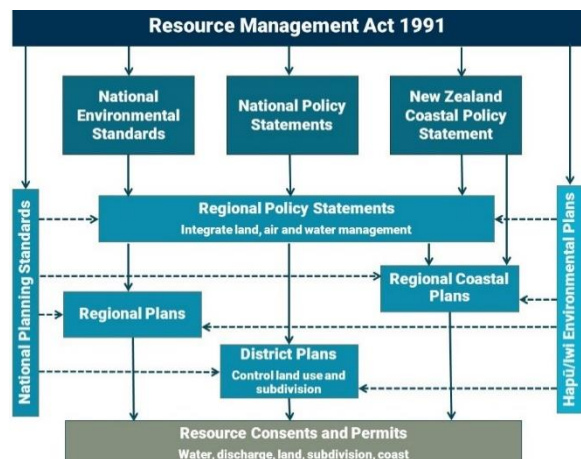 Resource Management Act 1991
National
Environmental
Standards
National Policy
Statements
New Zealand
Coastal Policy
Statement
National Planning Standards
Regional Policy Statements
Integrate land, air and water management
Hapū/Iwi Environmental Plans
Regional Coastal
Plans
Regional Plans
District Plans
Control land use and
subdivision
Resource Consents and Permits
Water, discharge, land, subdivision, coast